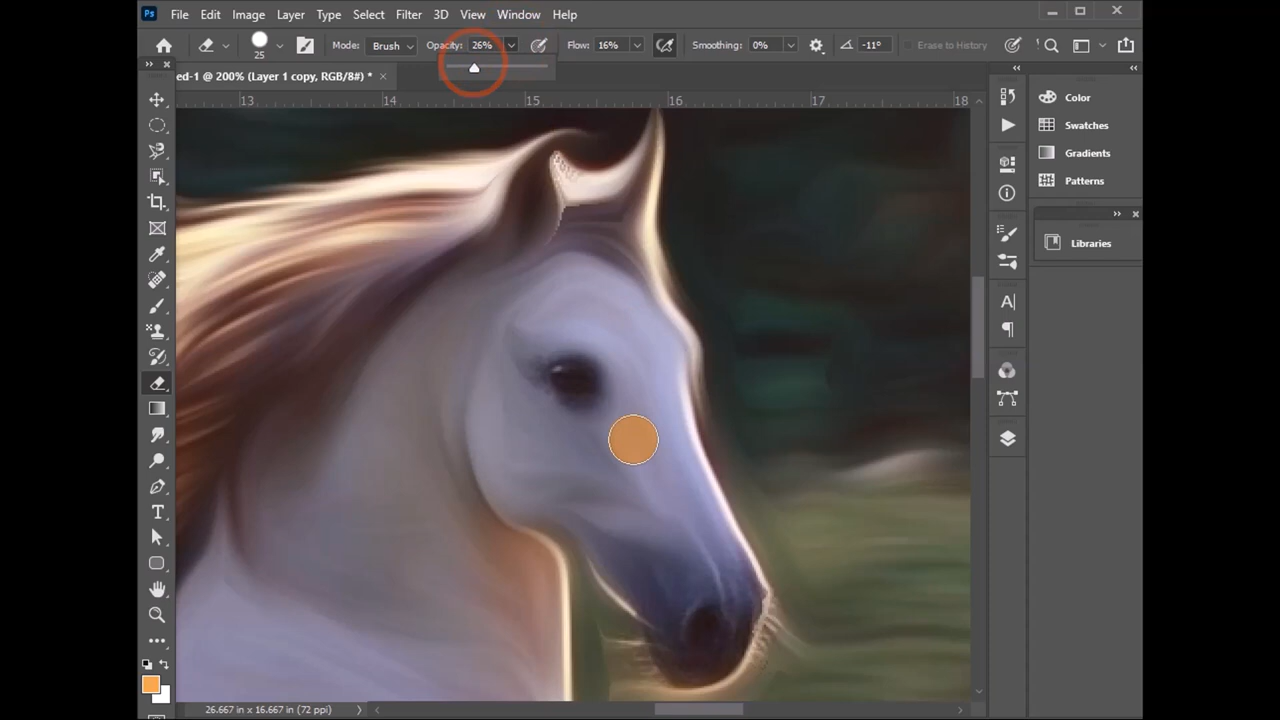 Ps File Edit Image Layer Type Select Filter 3D View Window Help
25 Mode: Brush Opacity: 26% Flow: 16% Smoothing: 0% -11° Erase to History
ed-1 @ 200% (Layer 1 copy, RGB/8#) *
13 14 15 16 17 18
Color
Swatches
Gradients
Patterns
Libraries
A
T
26.667 in x 16.667 in (72 ppi)